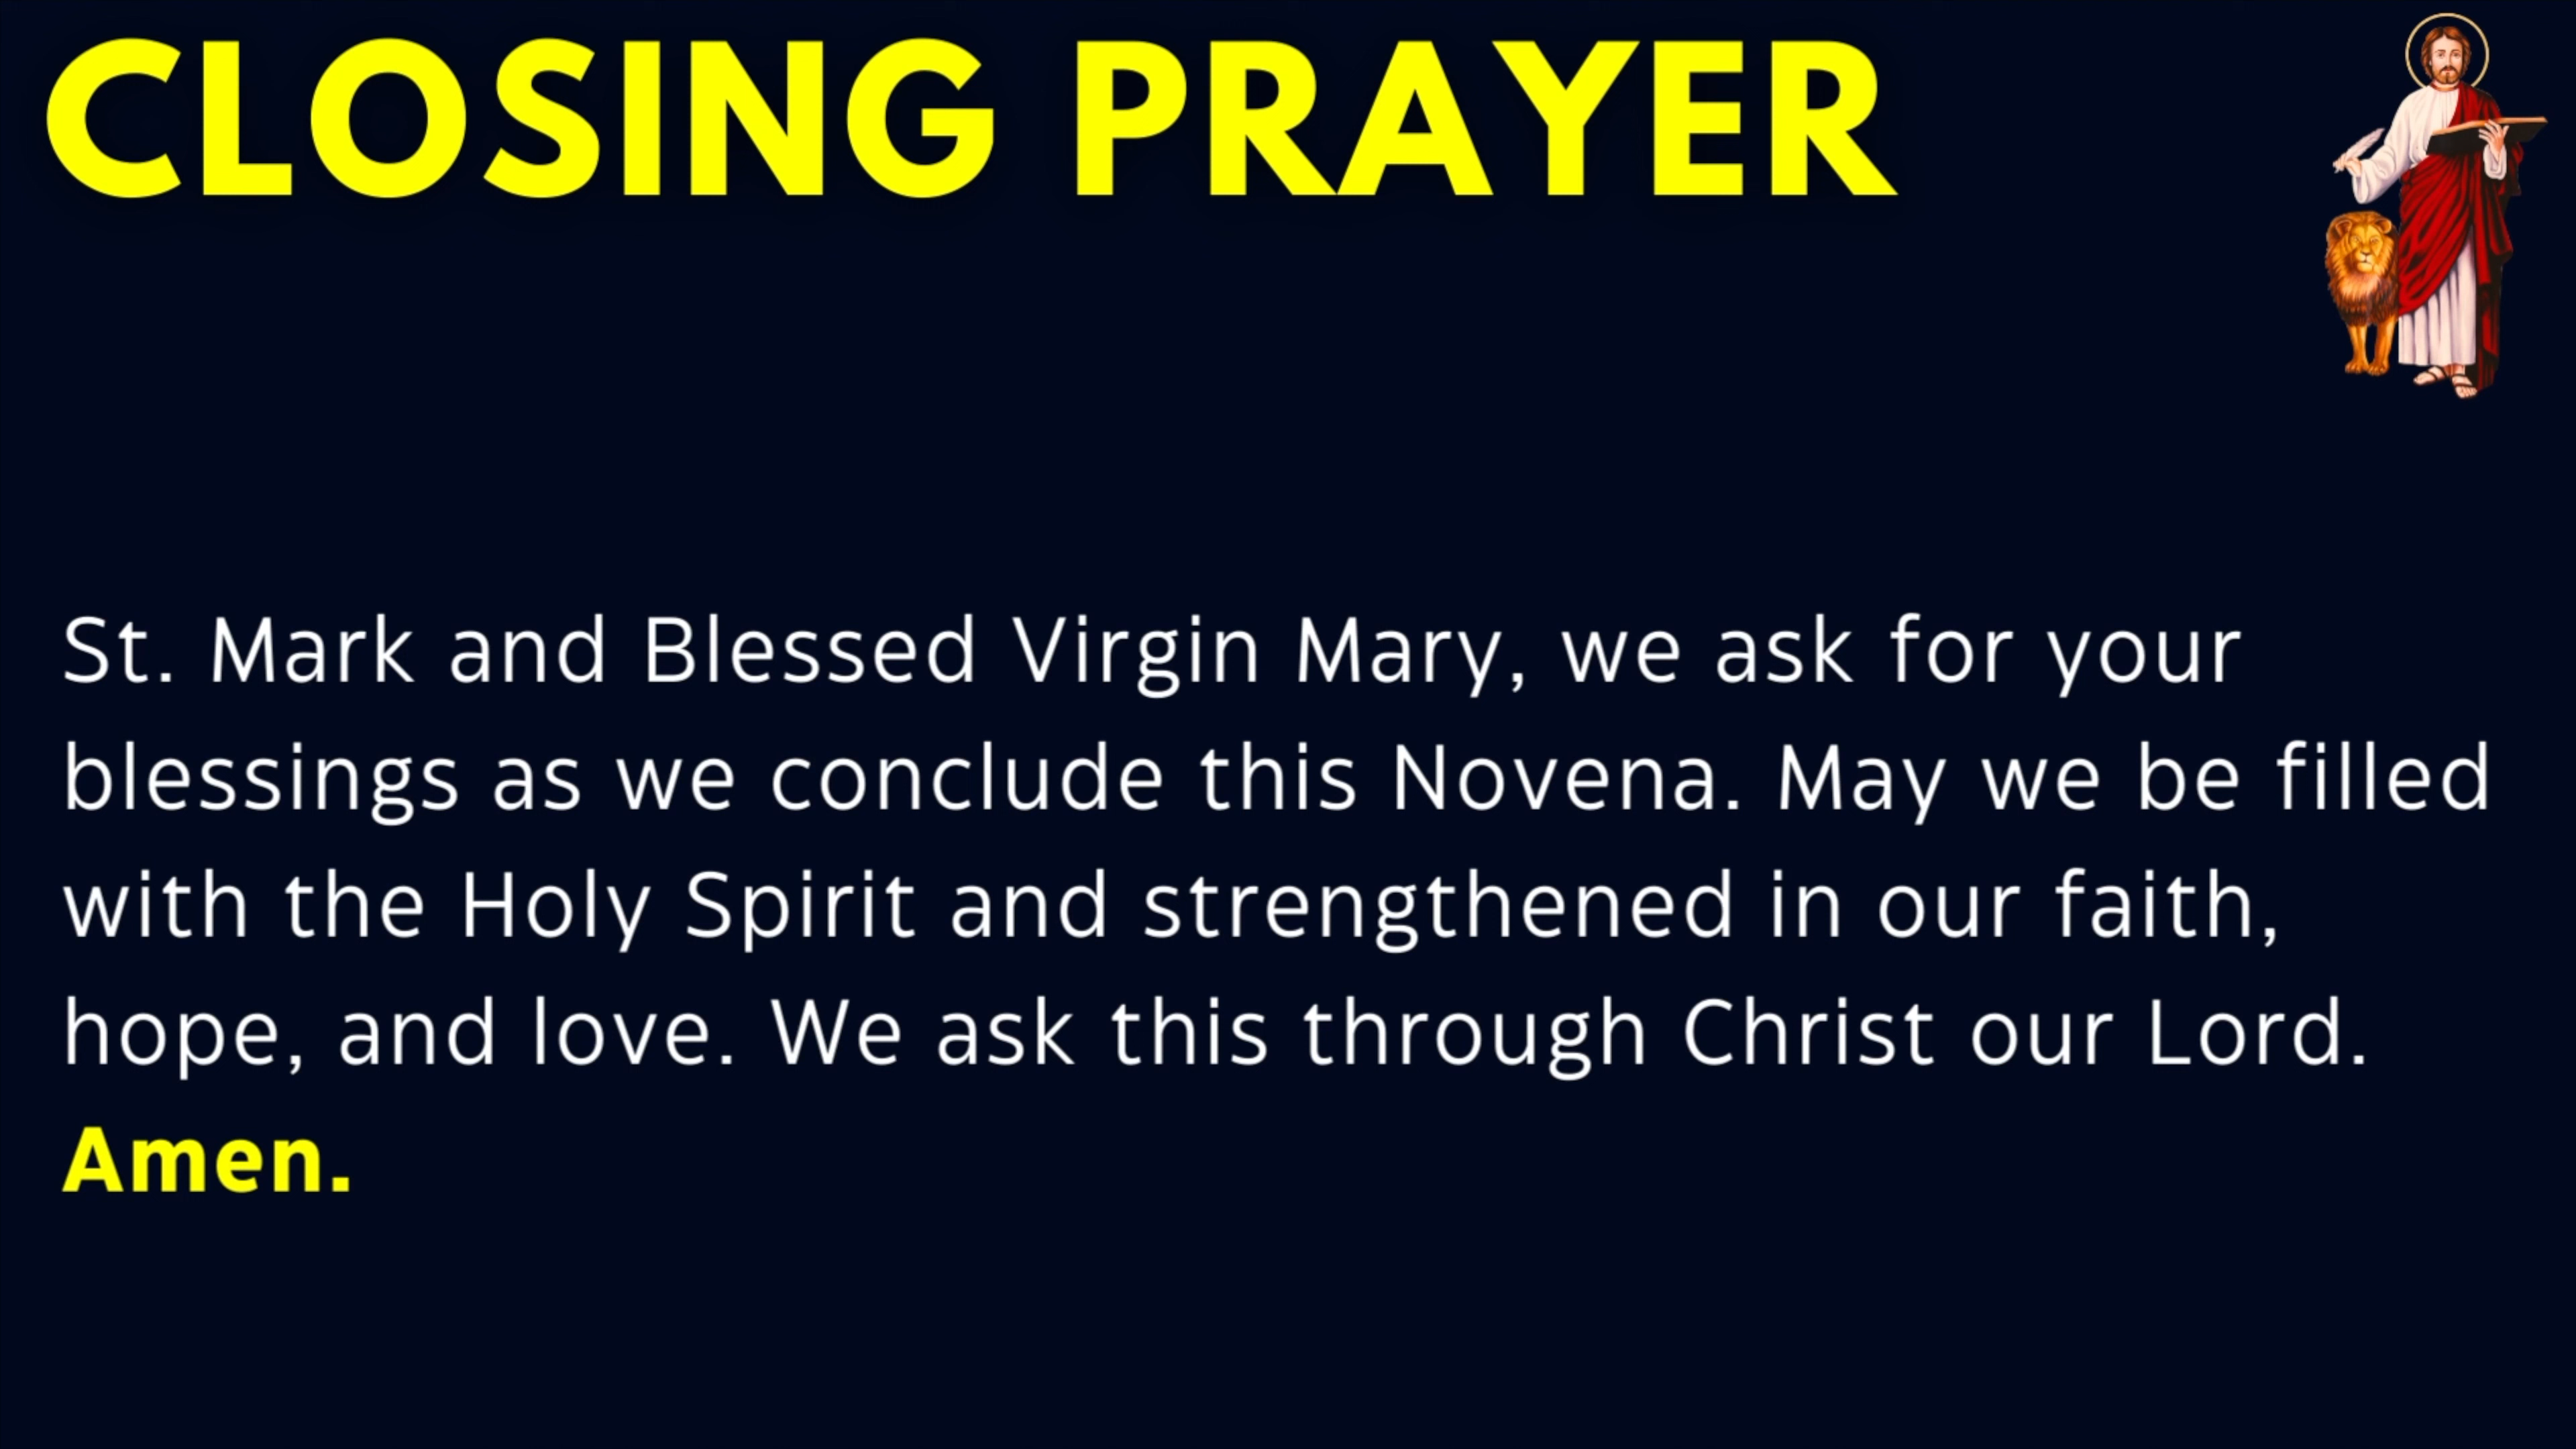 CLOSING PRAYER
St. Mark and Blessed Virgin Mary, we ask for your
blessings as we conclude this Novena. May we be filled
with the Holy Spirit and strengthened in our faith,
hope, and love. We ask this through Christ our Lord.
Amen.